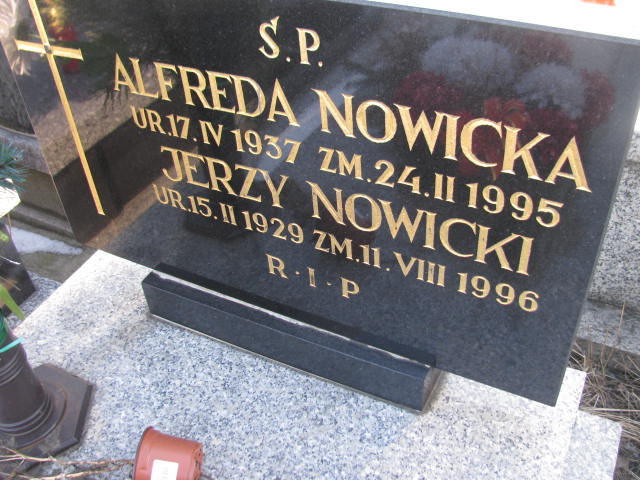 Ś.P.
ALFREDA NOWICKA
UR.17.IV 1937 ZM.24.II 1995
JERZY NOWICKI
UR.15.II 1929 ZM.11.VIII 1996
R.I.P